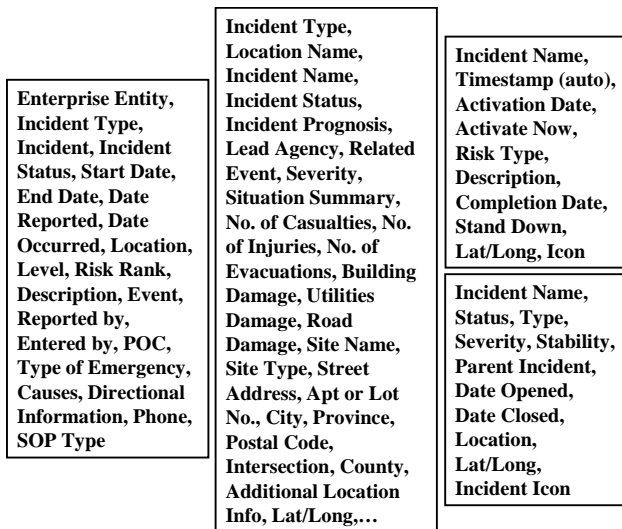 Enterprise Entity,
Incident Type,
Incident, Incident
Status, Start Date,
End Date, Date
Reported, Date
Occurred, Location,
Level, Risk Rank,
Description, Event,
Reported by,
Entered by, POC,
Type of Emergency,
Causes, Directional
Information, Phone,
SOP Type
Incident Type,
Location Name,
Incident Name,
Incident Status,
Incident Prognosis,
Lead Agency, Related
Event, Severity,
Situation Summary,
No. of Casualties, No.
of Injuries, No. of
Evacuations, Building
Damage, Utilities
Damage, Road
Damage, Site Name,
Site Type, Street
Address, Apt or Lot
No., City, Province,
Postal Code,
Intersection, County,
Additional Location
Info, Lat/Long,…
Incident Name,
Timestamp (auto),
Activation Date,
Activate Now,
Risk Type,
Description,
Completion Date,
Stand Down,
Lat/Long, Icon
Incident Name,
Status, Type,
Severity, Stability,
Parent Incident,
Date Opened,
Date Closed,
Location,
Lat/Long,
Incident Icon